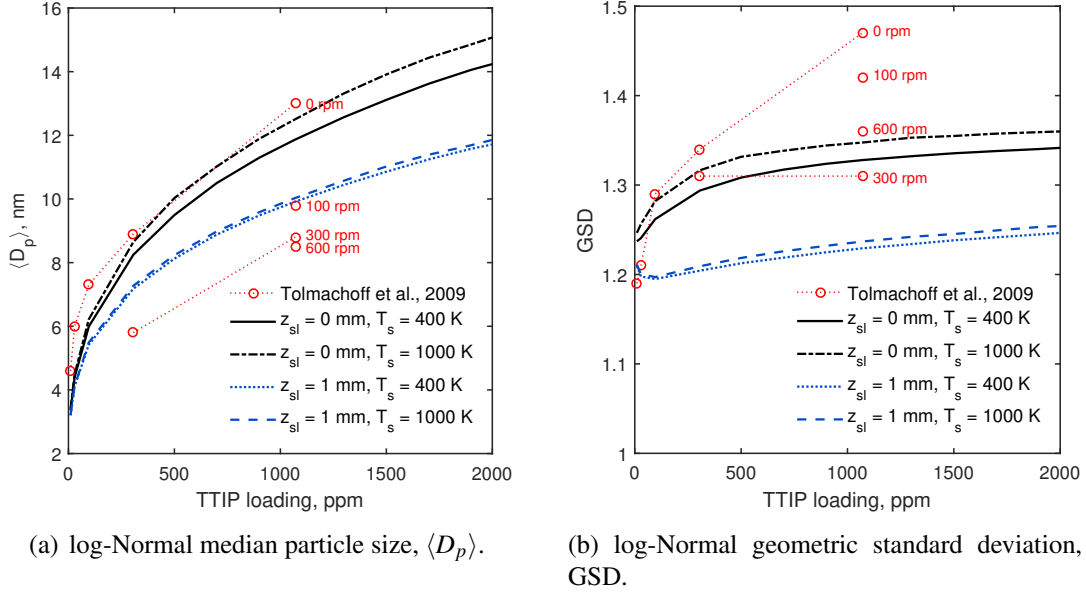 16
14
12
10
8
6
4
2
⟨D_p⟩, nm
0 rpm
100 rpm
300 rpm
600 rpm
Tolmachoff et al., 2009
z_sl = 0 mm, T_s = 400 K
z_sl = 0 mm, T_s = 1000 K
z_sl = 1 mm, T_s = 400 K
z_sl = 1 mm, T_s = 1000 K
0 500 1000 1500 2000
TTIP loading, ppm
(a) log-Normal median particle size, ⟨D_p⟩.
1.5
1.4
1.3
1.2
1.1
1
GSD
0 rpm
100 rpm
600 rpm
300 rpm
Tolmachoff et al., 2009
z_sl = 0 mm, T_s = 400 K
z_sl = 0 mm, T_s = 1000 K
z_sl = 1 mm, T_s = 400 K
z_sl = 1 mm, T_s = 1000 K
0 500 1000 1500 2000
TTIP loading, ppm
(b) log-Normal geometric standard deviation,
GSD.